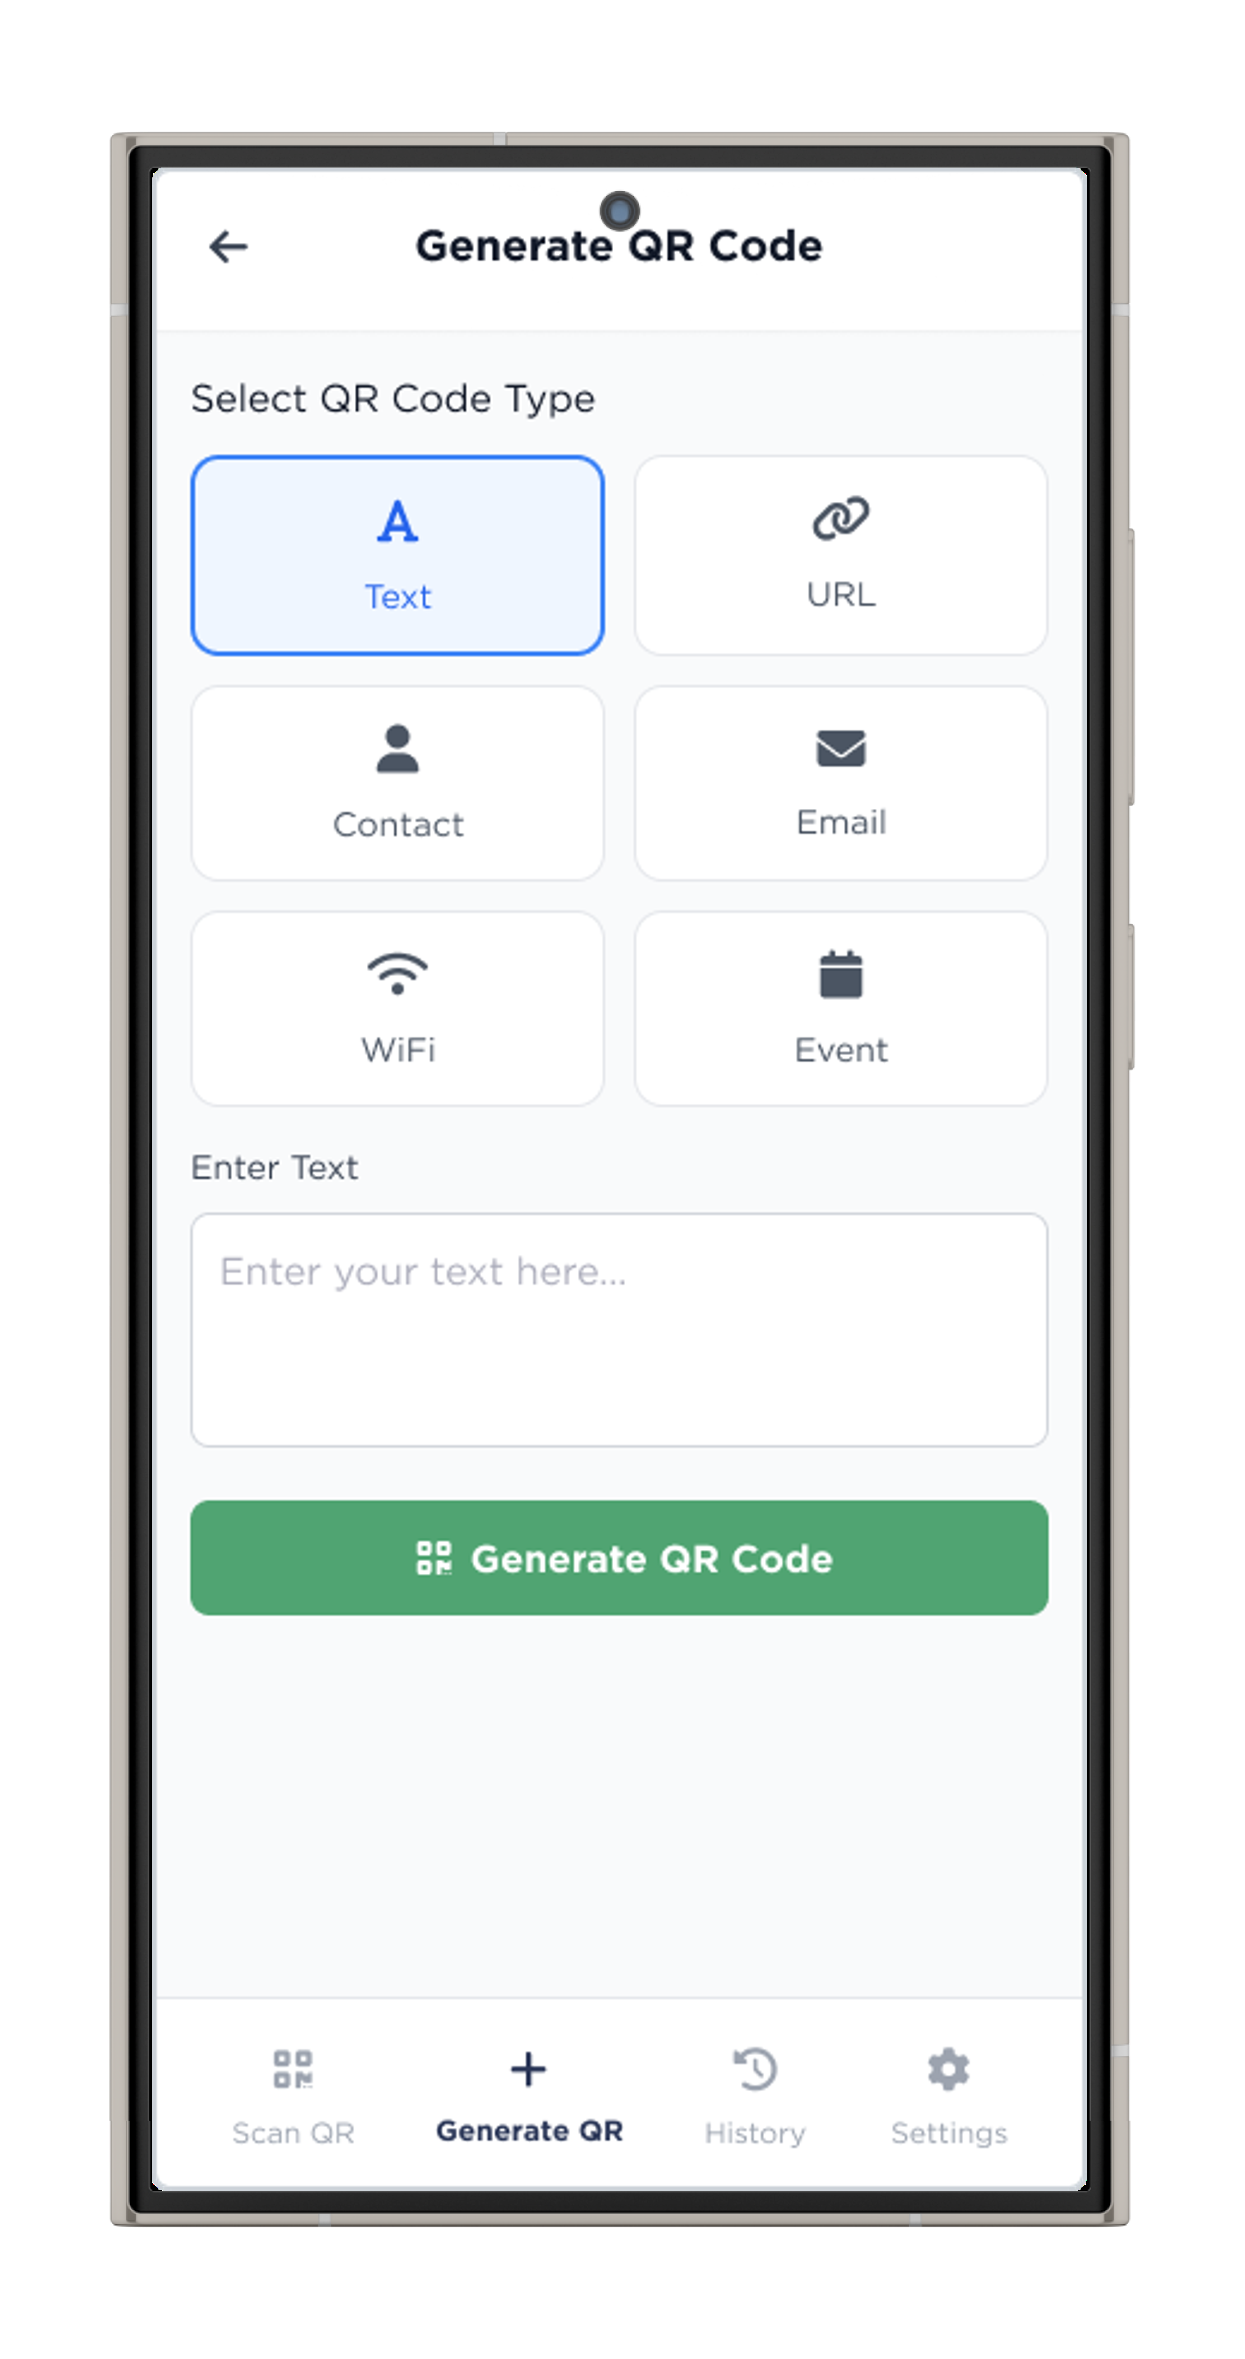 Generate QR Code
Select QR Code Type
Text
URL
Contact
Email
WiFi
Event
Enter Text
Enter your text here...
Generate QR Code
Scan QR
Generate QR
History
Settings